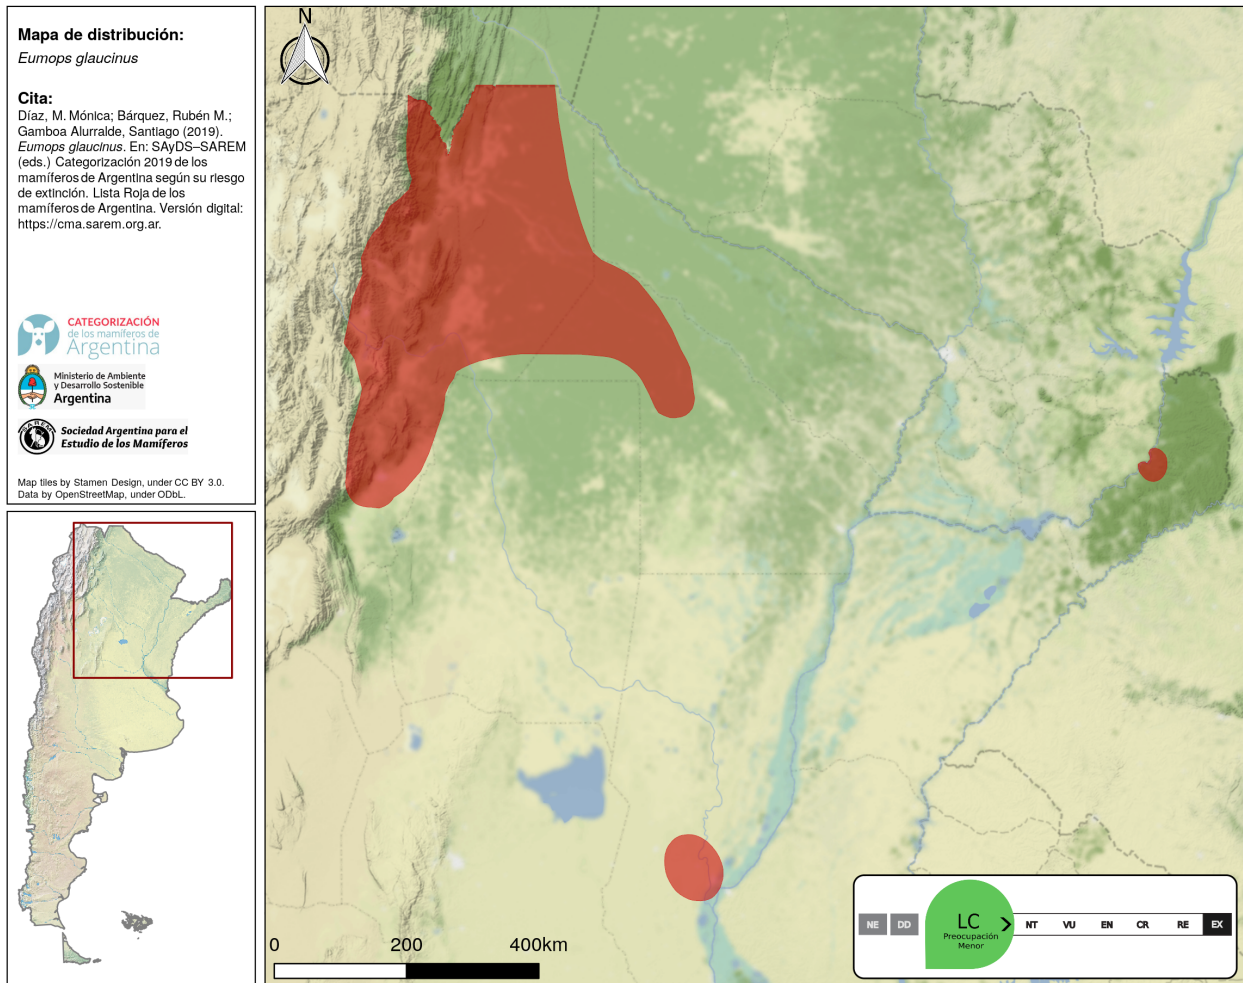 Mapa de distribución:
Eumops glaucinus
Cita:
Díaz, M. Mónica; Bárquez, Rubén M.;
Gamboa Alurralde, Santiago (2019).
Eumops glaucinus. En: SAyDS–SAREM
(eds.) Categorización 2019 de los
mamíferos de Argentina según su riesgo
de extinción. Lista Roja de los
mamíferos de Argentina. Versión digital:
https://cma.sarem.org.ar.
CATEGORIZACIÓN
de los mamíferos de
Argentina
Ministerio de Ambiente
y Desarrollo Sostenible
Argentina
SAREM
Sociedad Argentina para el
Estudio de los Mamíferos
Map tiles by Stamen Design, under CC BY 3.0.
Data by OpenStreetMap, under ODbL.
N
0 200 400km
NE DD LC NT VU EN CR RE EX
Preocupación
Menor